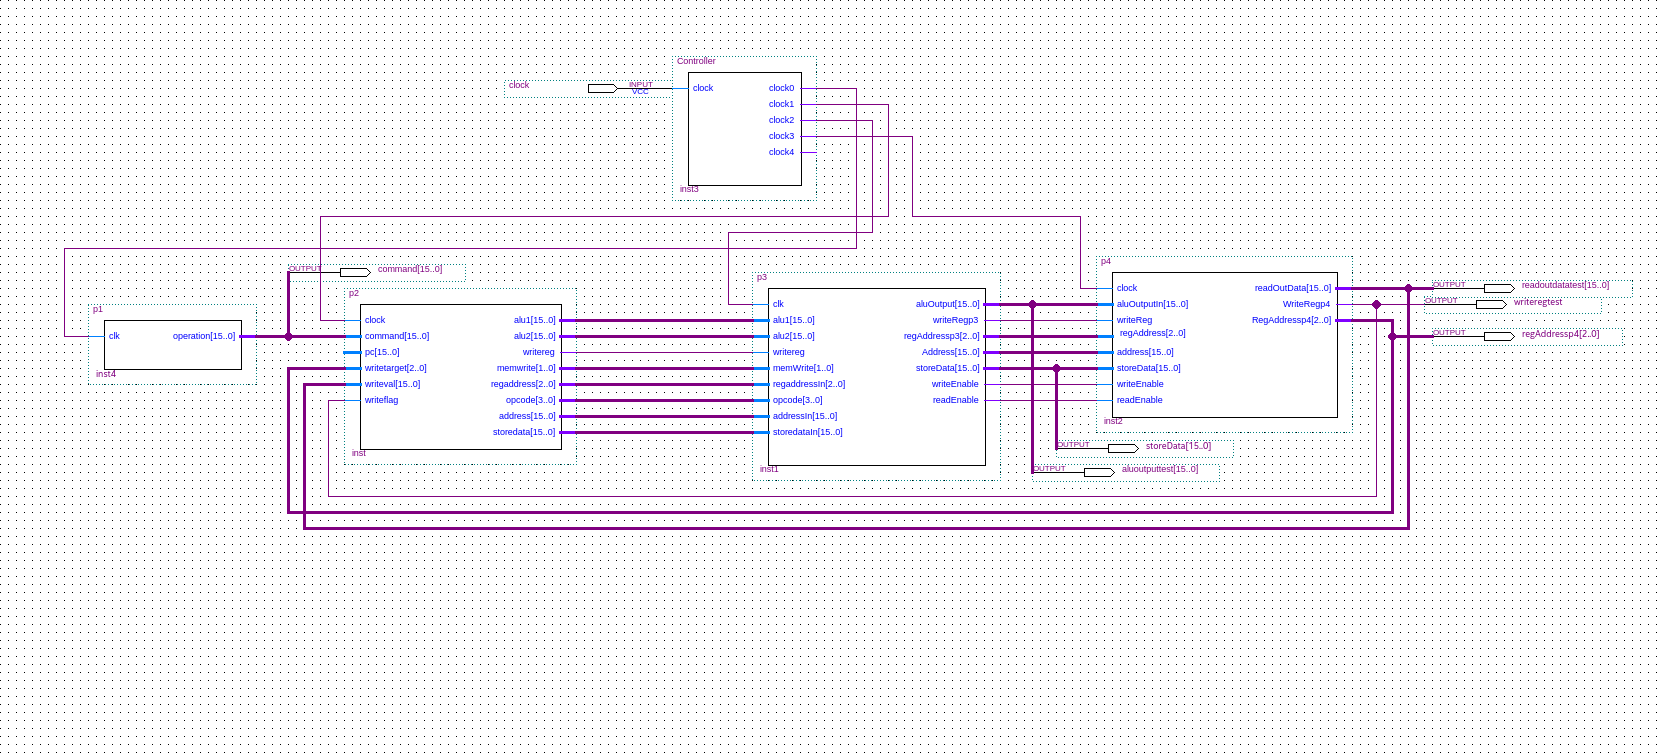 Controller
clock
INPUT
VCC
clock
clock0
clock1
clock2
clock3
clock4
inst3
OUTPUT
command[15..0]
p1
clk
operation[15..0]
inst4
p2
clock
alu1[15..0]
command[15..0]
alu2[15..0]
pc[15..0]
writereg
writetarget[2..0]
memwrite[1..0]
writeval[15..0]
regaddress[2..0]
writeflag
opcode[3..0]
address[15..0]
storedata[15..0]
inst
p3
clk
aluOutput[15..0]
alu1[15..0]
writeRegp3
alu2[15..0]
regAddressp3[2..0]
writereg
Address[15..0]
memWrite[1..0]
storeData[15..0]
regaddressIn[2..0]
writeEnable
opcode[3..0]
readEnable
addressIn[15..0]
storedataIn[15..0]
inst1
p4
clock
readOutData[15..0]
aluOutputIn[15..0]
WriteRegp4
writeReg
RegAddressp4[2..0]
regAddress[2..0]
address[15..0]
storeData[15..0]
writeEnable
readEnable
inst2
OUTPUT
readoutdatatest[15..0]
OUTPUT
writeregtest
OUTPUT
regAddressp4[2..0]
OUTPUT
storeData[15..0]
OUTPUT
aluoutputtest[15..0]